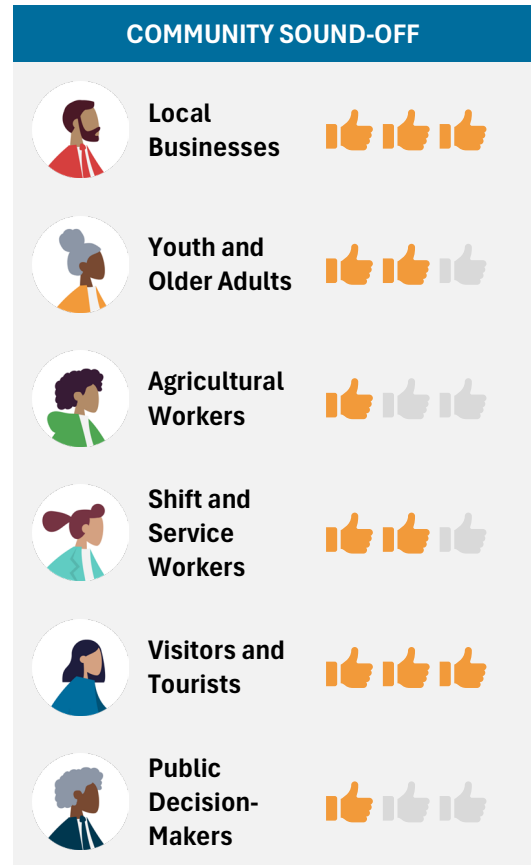 COMMUNITY SOUND-OFF
Local
Businesses
Youth and
Older Adults
Agricultural
Workers
Shift and
Service
Workers
Visitors and
Tourists
Public
Decision-
Makers